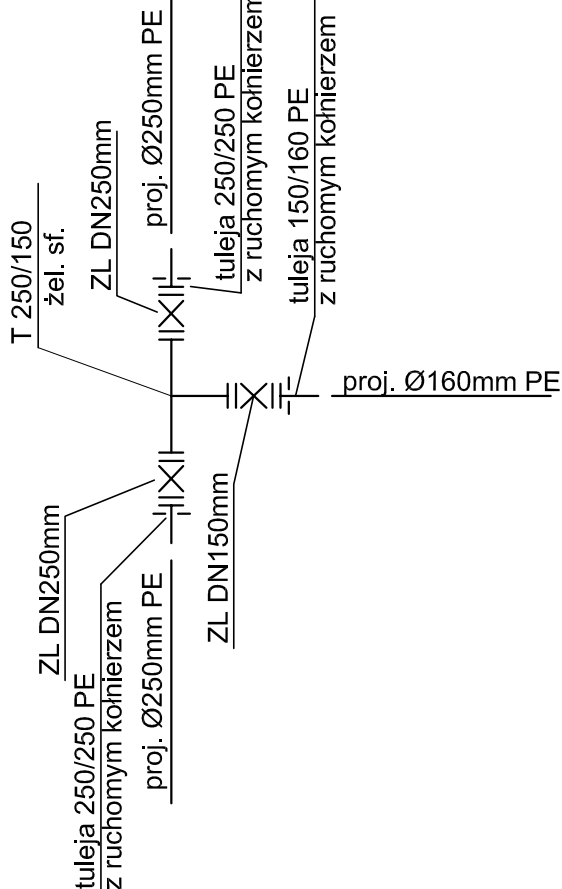 T 250/150
żel. sf.
ZL DN250mm
proj. Ø250mm PE
tuleja 250/250 PE
z ruchomym kołnierzem
tuleja 150/160 PE
z ruchomym kołnierzem
proj. Ø160mm PE
ZL DN250mm
tuleja 250/250 PE
z ruchomym kołnierzem
proj. Ø250mm PE
ZL DN150mm